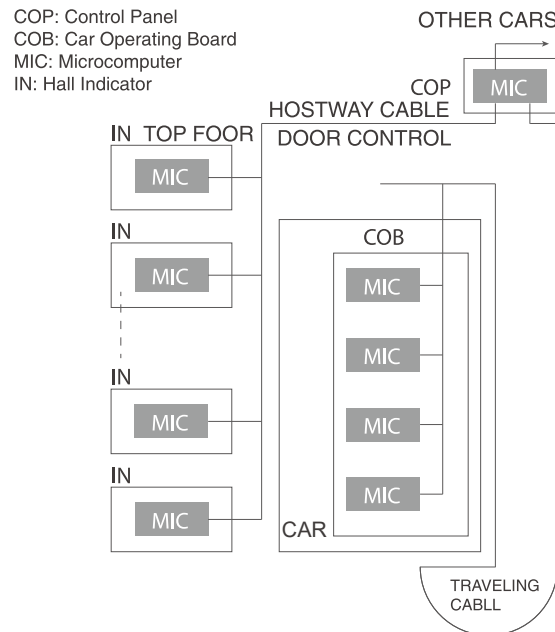 COP: Control Panel
COB: Car Operating Board
MIC: Microcomputer
IN: Hall Indicator
OTHER CARS
COP
MIC
HOSTWAY CABLE
IN TOP FOOR
DOOR CONTROL
MIC
IN
MIC
COB
MIC
MIC
IN
MIC
MIC
IN
MIC
MIC
CAR
TRAVELING
CABLL